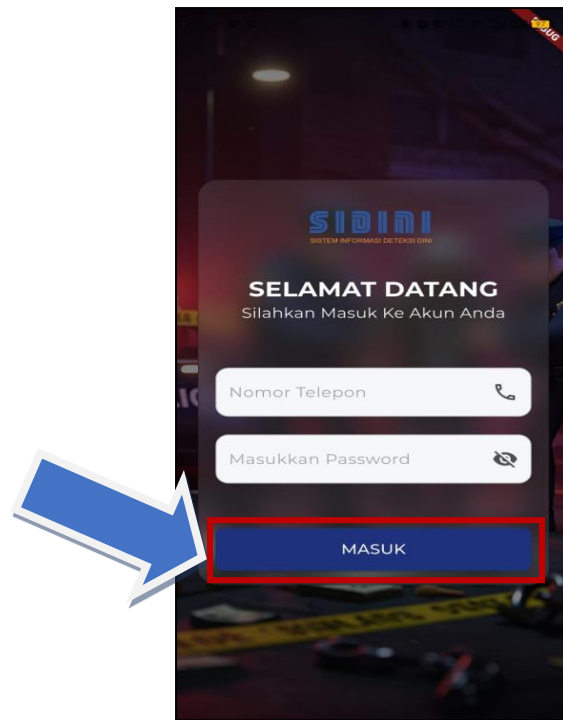 SIDINI
SISTEM INFORMASI DETEKSI DINI
SELAMAT DATANG
Silahkan Masuk Ke Akun Anda
Nomor Telepon
Masukkan Password
MASUK